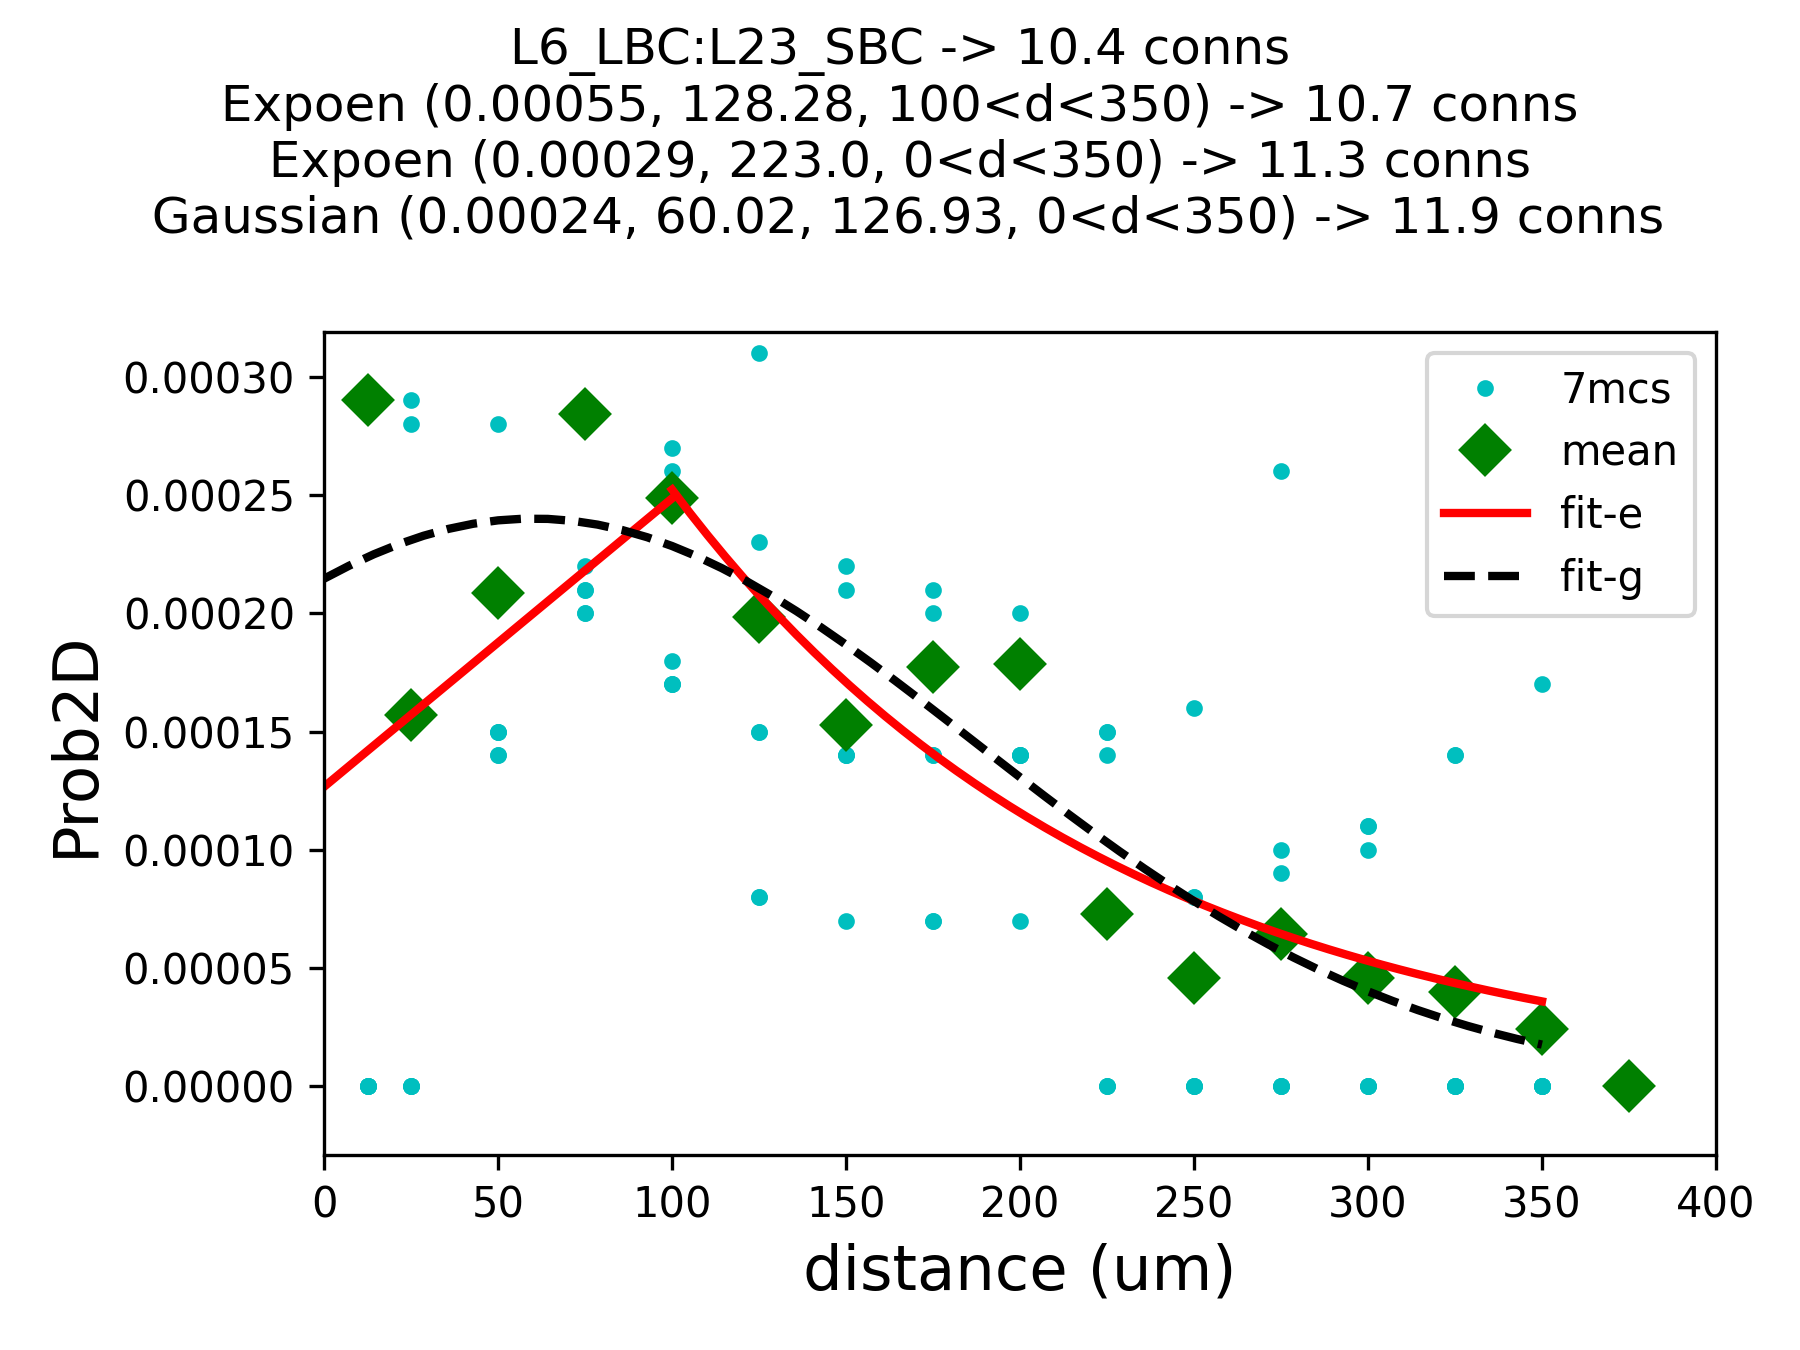 L6_LBC:L23_SBC -> 10.4 conns
Expoen (0.00055, 128.28, 100<d<350) -> 10.7 conns
Expoen (0.00029, 223.0, 0<d<350) -> 11.3 conns
Gaussian (0.00024, 60.02, 126.93, 0<d<350) -> 11.9 conns
7mcs
mean
fit-e
fit-g
Prob2D
0.00030
0.00025
0.00020
0.00015
0.00010
0.00005
0.00000
0 50 100 150 200 250 300 350 400
distance (um)